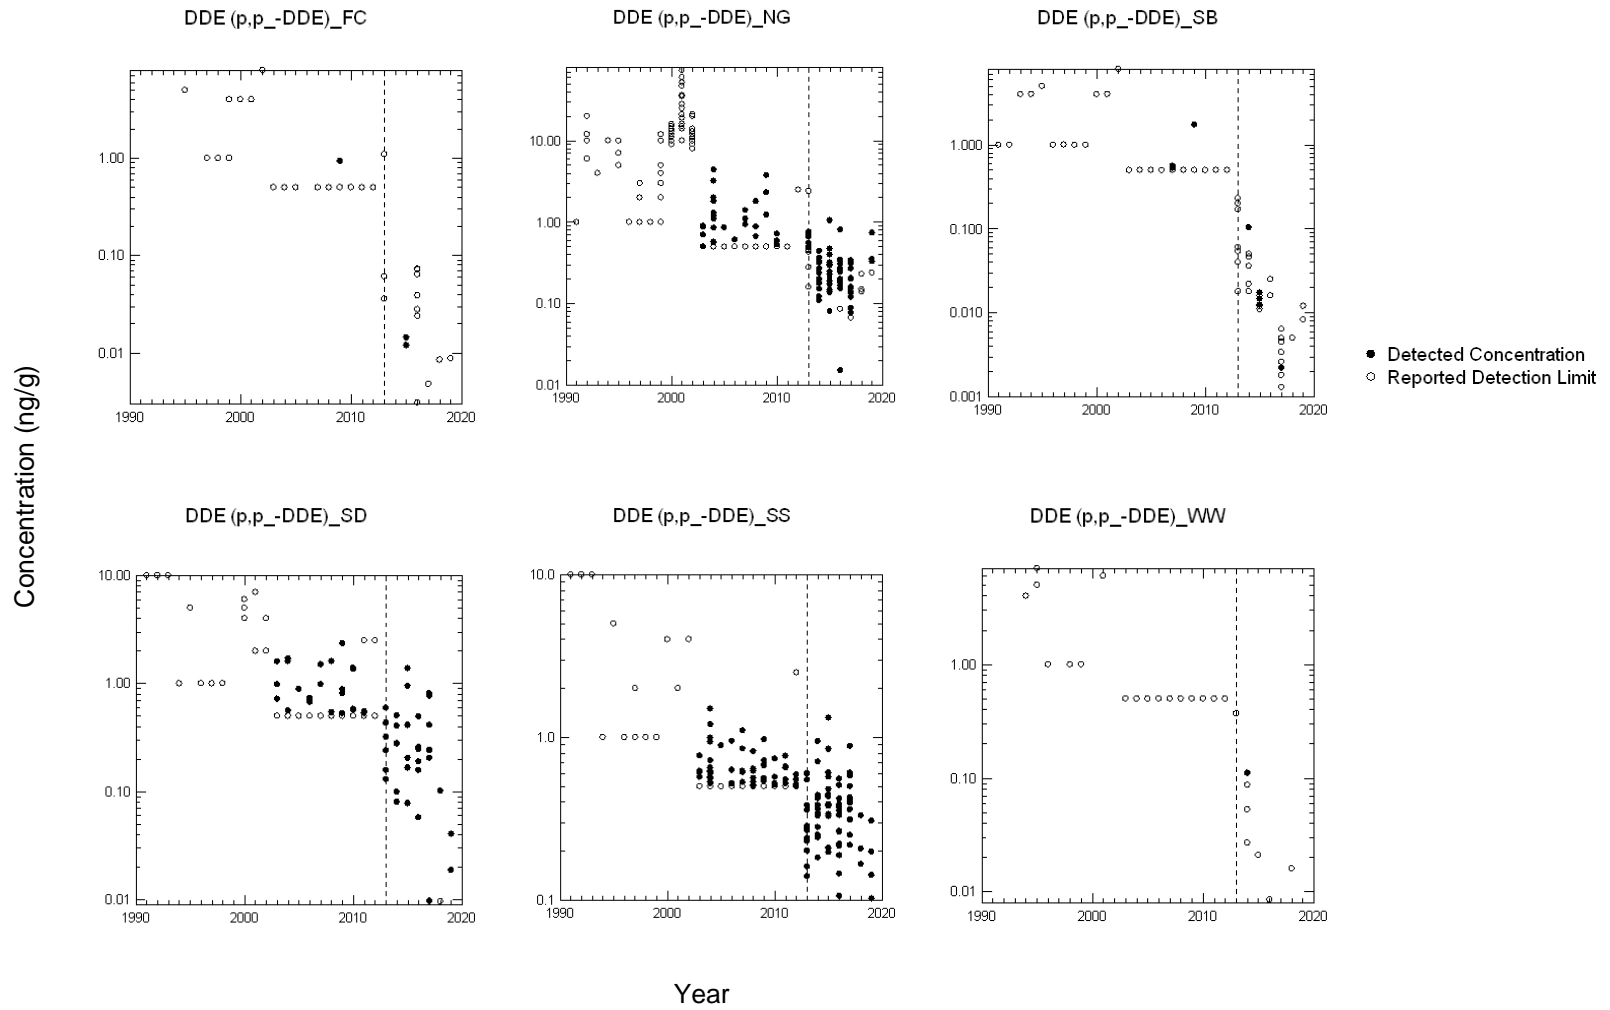 DDE (p,p_-DDE)_FC
DDE (p,p_-DDE)_NG
DDE (p,p_-DDE)_SB
1.00
0.10
0.01
1990 2000 2010 2020
10.00
1.00
0.10
0.01
1990 2000 2010 2020
1.000
0.100
0.010
0.001
1990 2000 2010 2020
Detected Concentration
Reported Detection Limit
Concentration (ng/g)
DDE (p,p_-DDE)_SD
DDE (p,p_-DDE)_SS
DDE (p,p_-DDE)_WW
10.00
1.00
0.10
0.01
1990 2000 2010 2020
10.0
1.0
0.1
1990 2000 2010 2020
1.00
0.10
0.01
1990 2000 2010 2020
Year